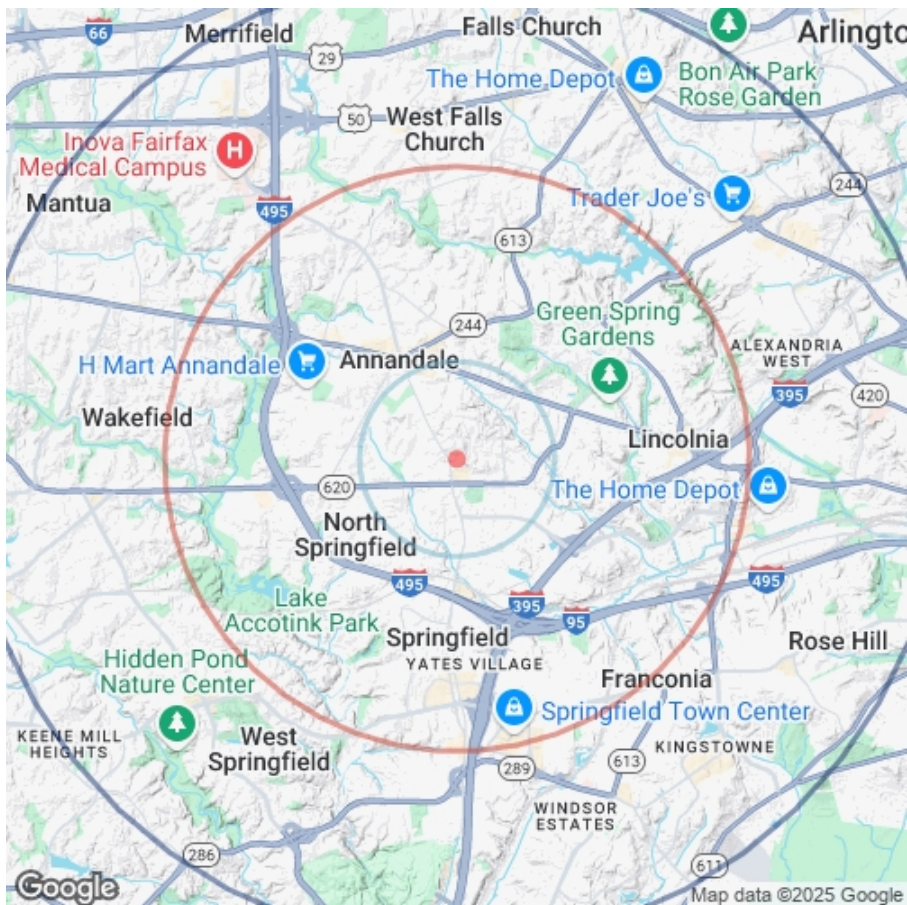 66
Merrifield
Falls Church
Arlingto
29
The Home Depot
Bon Air Park
Rose Garden
50
West Falls
Church
Inova Fairfax
Medical Campus
H
Mantua
495
Trader Joe's
244
613
244
Green Spring
Gardens
H Mart Annandale
Annandale
ALEXANDRIA
WEST
395
420
Wakefield
Lincolnia
620
The Home Depot
North
Springfield
495
395
95
495
Lake
Accotink Park
Springfield
YATES VILLAGE
Rose Hill
Hidden Pond
Nature Center
Franconia
Springfield Town Center
KEENE MILL
HEIGHTS
West
Springfield
KINGSTOWNE
289
613
WINDSOR
ESTATES
286
611
Google
Map data ©2025 Google